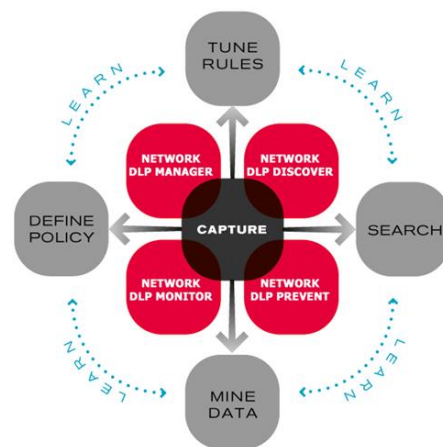 TUNE
RULES
LEARN
LEARN
NETWORK
DLP MANAGER
NETWORK
DLP DISCOVER
DEFINE
POLICY
CAPTURE
SEARCH
NETWORK
DLP MONITOR
NETWORK
DLP PREVENT
LEARN
LEARN
MINE
DATA